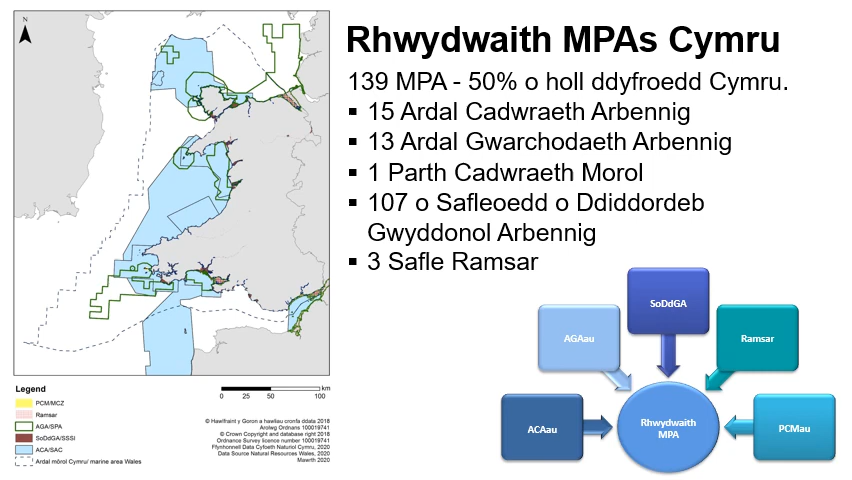 Rhwydwaith MPAs Cymru
139 MPA - 50% o holl ddyfroedd Cymru.
▪ 15 Ardal Cadwraeth Arbennig
▪ 13 Ardal Gwarchodaeth Arbennig
▪ 1 Parth Cadwraeth Morol
▪ 107 o Safleoedd o Ddiddordeb
Gwyddonol Arbennig
▪ 3 Safle Ramsar
N
Legend
PCM/MCZ
Ramsar
AGA/SPA
SoDdGA/SSSI
ACA/SAC
Ardal môrol Cymru/ marine area Wales
km
0 25 50 100
© Hawlfraint y Goron a hawliau cronfa ddata 2018
Arolwg Ordnans 100019741
© Crown Copyright and database right 2018
Ordnance Survey licence number 100019741
Ffynhonnell Data Cyfoeth Naturiol Cymru, 2020
Data Source Natural Resources Wales, 2020
Mawrth 2020
SoDdGA
AGAau
Ramsar
ACAau
Rhwydwaith
MPA
PCMau